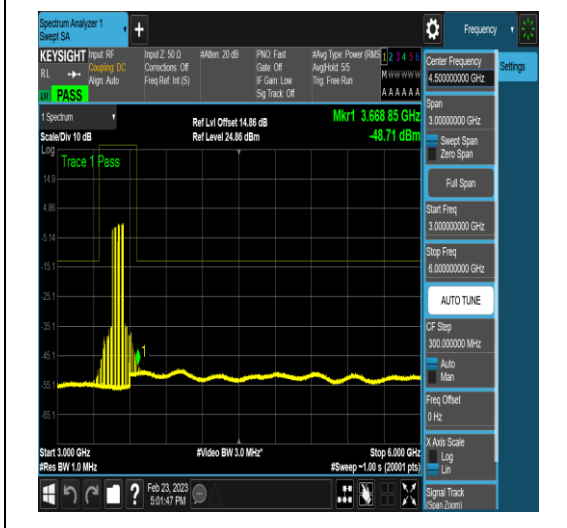 Spectrum Analyzer 1
Swept SA
+
Frequency
KEYSIGHT
Input: RF
Coupling: DC
Align: Auto
Input Z: 50 Ω
Corrections: Off
Freq Ref: Int (S)
#Atten: 20 dB
PNO: Fast
Gate: Off
IF Gain: Low
Sig Track: Off
#Avg Type: Power (RMS
Avg|Hold: 5/5
Trig: Free Run
1 2 3 4 5 6
M W W W W W
A A A A A A
RL
PASS
1 Spectrum
Scale/Div 10 dB
Ref Lvl Offset 14.86 dB
Ref Level 24.86 dBm
Mkr1 3.668 85 GHz
-48.71 dBm
Log
Trace 1 Pass
14.9
4.86
-5.14
-15.1
-25.1
-35.1
-45.1
-55.1
-65.1
1
Start 3.000 GHz
#Res BW 1.0 MHz
#Video BW 3.0 MHz*
Stop 6.000 GHz
#Sweep ~1.00 s (20001 pts)
Center Frequency
4.500000000 GHz
Settings
Span
3.00000000 GHz
Swept Span
Zero Span
Full Span
Start Freq
3.000000000 GHz
Stop Freq
6.000000000 GHz
AUTO TUNE
CF Step
300.000000 MHz
Auto
Man
Freq Offset
0 Hz
X Axis Scale
Log
Lin
Signal Track
(Span Zoom)
?
Feb 23, 2023
5:01:47 PM